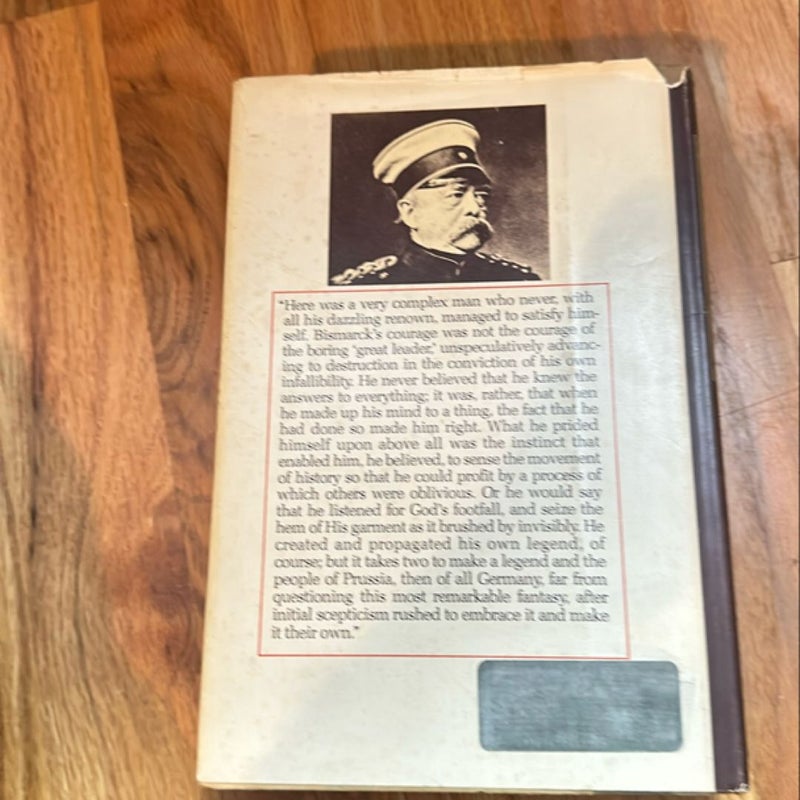 "Here was a very complex man who never, with
all his dazzling renown, managed to satisfy him-
self. Bismarck's courage was not the courage of
the boring 'great leader,' unspeculatively advanc-
ing to destruction in the conviction of his own
infallibility. He never believed that he knew the
answers to everything; it was, rather, that when
he made up his mind to a thing, the fact that he
had done so made him right. What he prided
himself upon above all was the instinct that
enabled him, he believed, to sense the movement
of history so that he could profit by a process of
which others were oblivious. Or he would say
that he listened for God's footfall, and seize the
hem of His garment as it brushed by invisibly. He
created and propagated his own legend, of
course; but it takes two to make a legend and the
people of Prussia, then of all Germany, far from
questioning this most remarkable fantasy, after
initial scepticism rushed to embrace it and make
it their own."